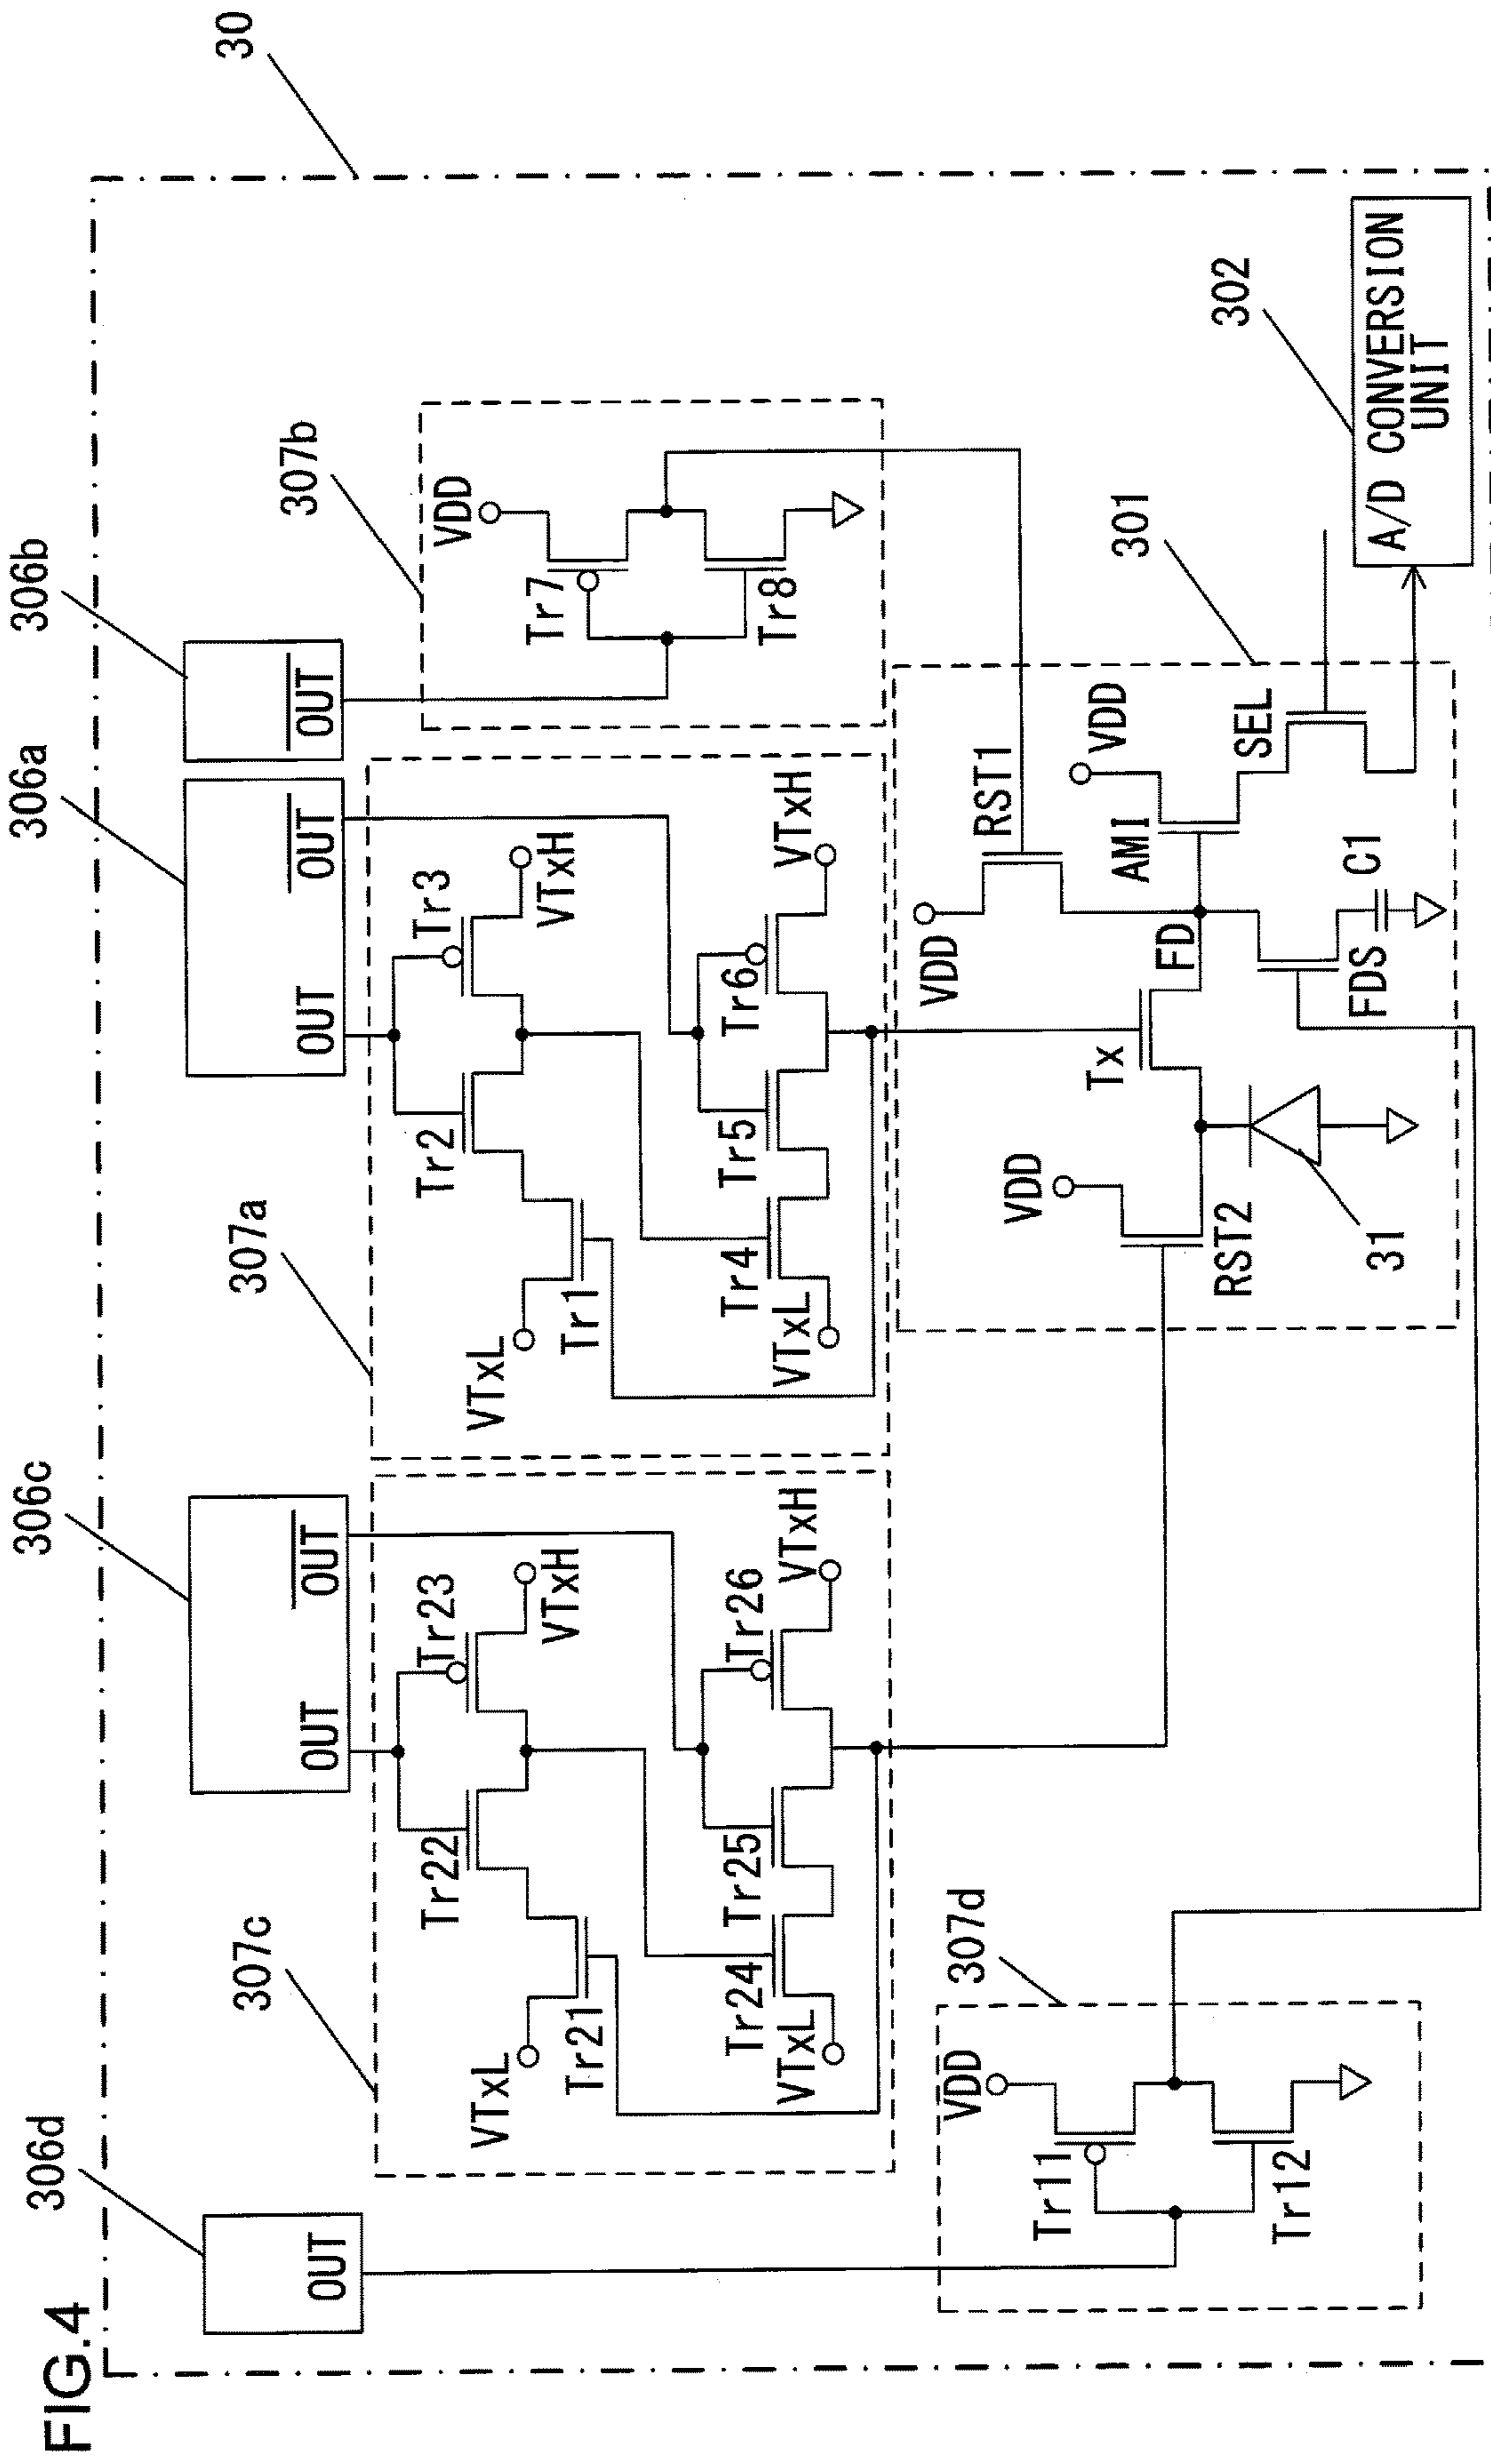 FIG.4
30
306d
306c
306a
306b
OUT
OUT
OUT
OUT
OUT
OUT
307c
307a
307b
Tr22
Tr23
VTxH
VTxL
Tr21
Tr25
Tr26
VTxH
Tr24
VTxL
Tr2
Tr3
VTxH
VTxL
Tr1
Tr5
Tr6
VTxH
Tr4
VTxL
VDD
Tr7
Tr8
307d
VDD
Tr11
Tr12
301
VDD
RST1
VDD
RST2
31
Tx
FD
AMI
VDD
SEL
FDS
C1
302
A/D CONVERSION
UNIT